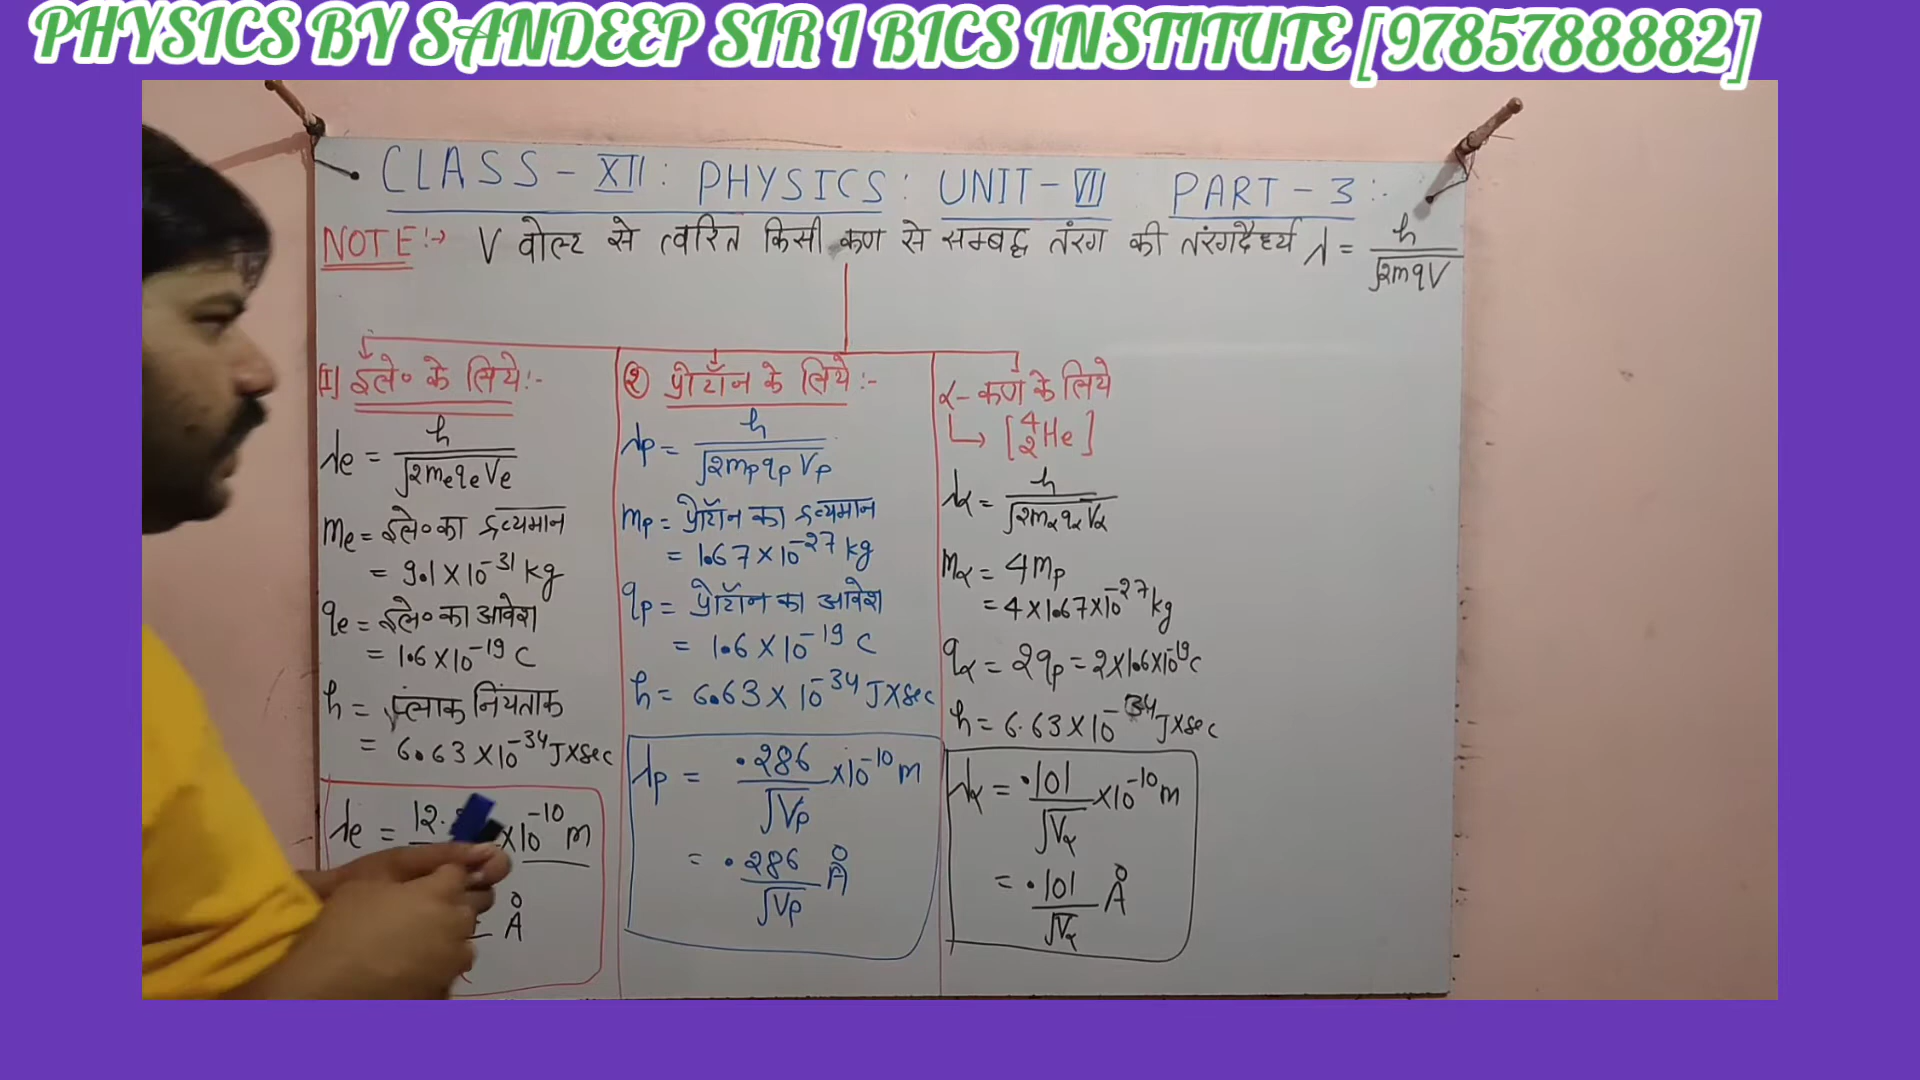 PHYSICS BY SANDEEP SIR I BICS INSTITUTE [9785788882]
CLASS - XII : PHYSICS : UNIT - VII PART - 3 :-
NOTE :→ V वोल्ट से त्वरित किसी कण से सम्बद्ध तंरग की तंरगदैर्ध्य λ = h / √2mqV
(I) इले० के लिये :-
λe = h / √2meqeVe
me = इले० का द्रव्यमान
= 9.1 × 10⁻³¹ kg
qe = इले० का आवेश
= 1.6 × 10⁻¹⁹ C
h = प्लांक नियंताक
= 6.63 × 10⁻³⁴ J×sec
λe = 12. × 10⁻¹⁰ m
Å
② प्रोटॉन के लिये :-
λp = h / √2mpqpVp
mp = प्रोटॉन का द्रव्यमान
= 1.67 × 10⁻²⁷ kg
qp = प्रोटॉन का आवेश
= 1.6 × 10⁻¹⁹ C
h = 6.63 × 10⁻³⁴ J×sec
λp = .286 / √Vp × 10⁻¹⁰ m
= .286 / √Vp Å
α - कण के लिये
↳ [⁴₂He]
λα = h / √2mαqαVα
mα = 4mp
= 4 × 1.67 × 10⁻²⁷ kg
qα = 2qp = 2 × 1.6 × 10⁻¹⁹ C
h = 6.63 × 10⁻³⁴ J×sec
λα = .101 / √Vα × 10⁻¹⁰ m
= .101 / √Vα Å